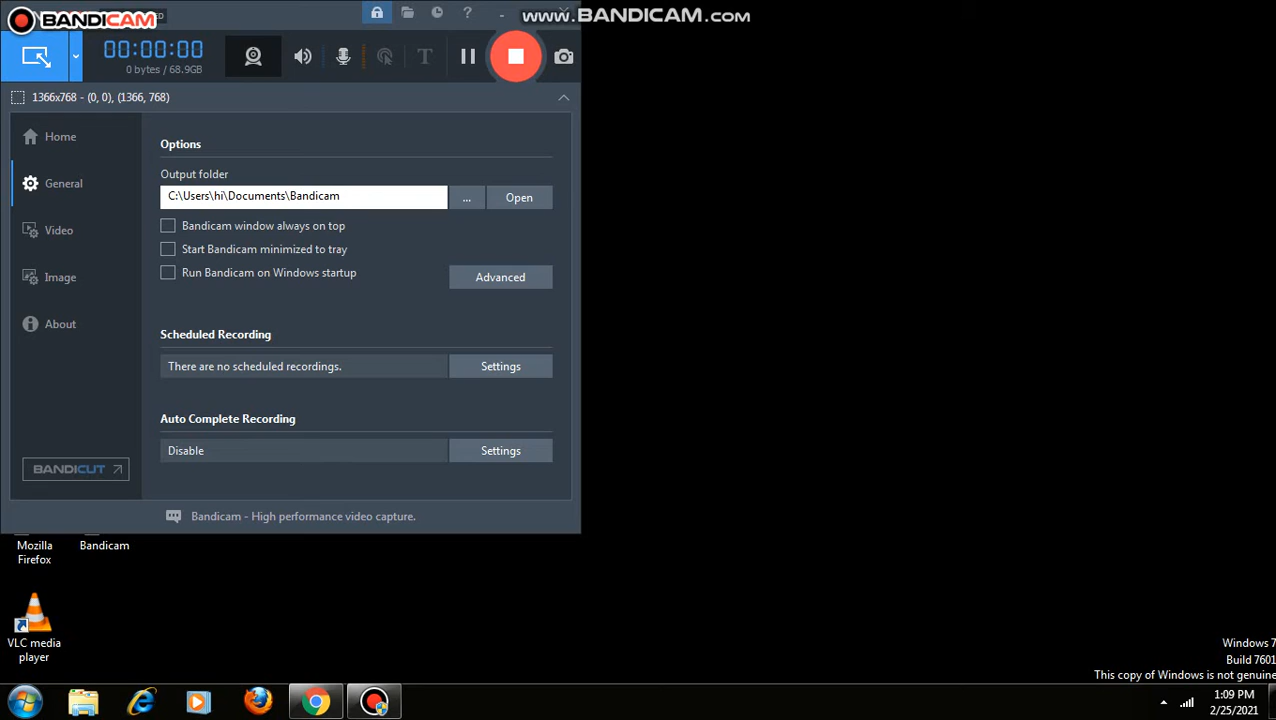 BANDICAM
www.BANDICAM.com
00:00:00
0 bytes / 68.9GB
1366x768 - (0, 0), (1366, 768)
Home
General
Video
Image
About
BANDICUT
Options
Output folder
C:\Users\hi\Documents\Bandicam
...
Open
Bandicam window always on top
Start Bandicam minimized to tray
Run Bandicam on Windows startup
Advanced
Scheduled Recording
There are no scheduled recordings.
Settings
Auto Complete Recording
Disable
Settings
Bandicam - High performance video capture.
Mozilla
Firefox
Bandicam
VLC media
player
Windows 7
Build 7601
This copy of Windows is not genuine
1:09 PM
2/25/2021